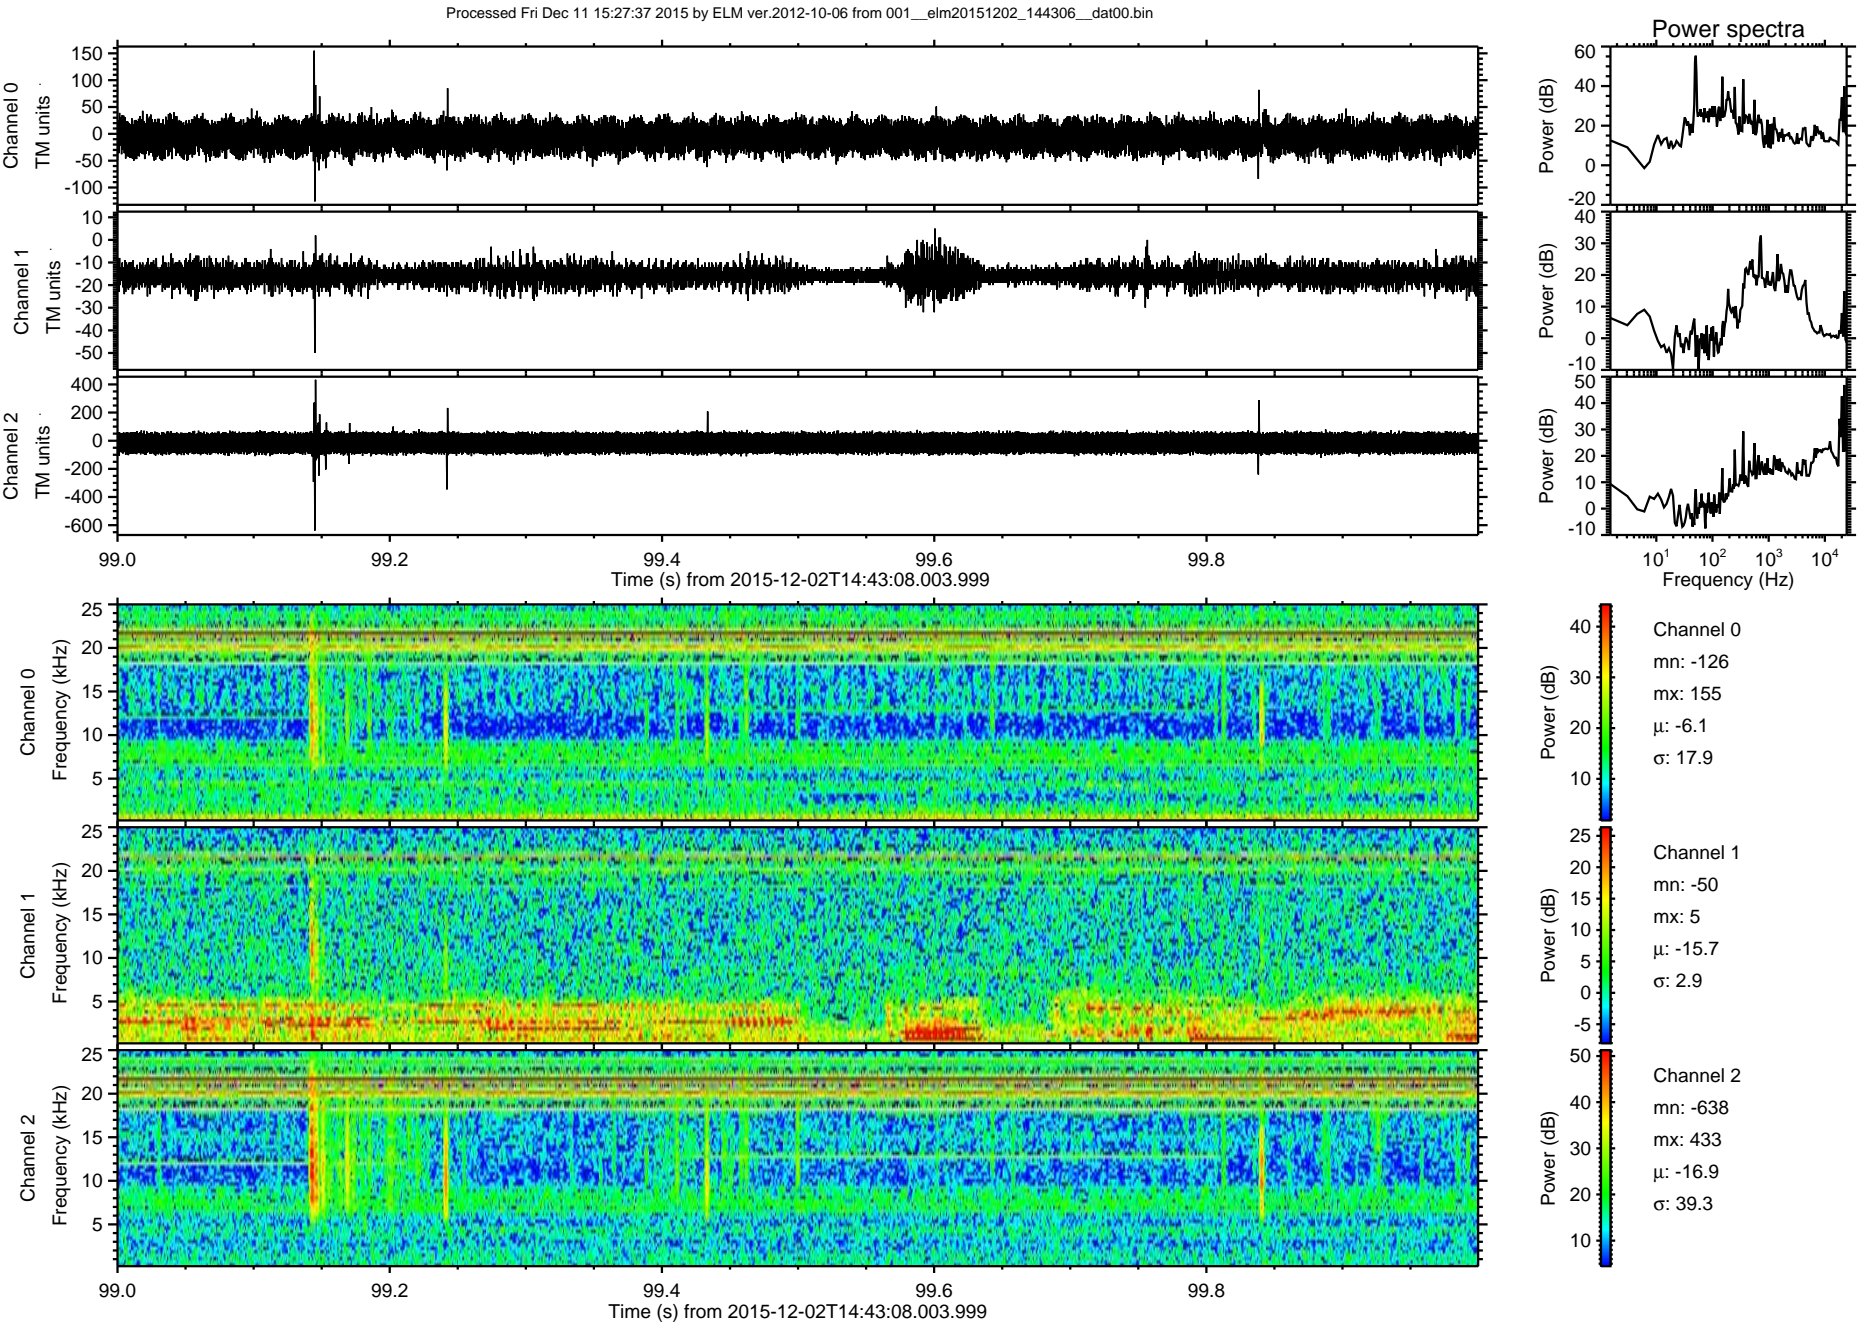 Processed Fri Dec 11 15:27:37 2015 by ELM ver.2012-10-06 from 001__elm20151202_144306__dat00.bin
Power spectra
Channel 0
TM units
150
100
50
0
-50
-100
Power (dB)
60
40
20
0
-20
Channel 1
TM units
10
0
-10
-20
-30
-40
-50
Power (dB)
40
30
20
10
0
-10
Channel 2
TM units
400
200
0
-200
-400
-600
Power (dB)
50
40
30
20
10
0
-10
99.0 99.2 99.4 99.6 99.8
Time (s) from 2015-12-02T14:43:08.003.999
10^1 10^2 10^3 10^4
Frequency (Hz)
Channel 0
Frequency (kHz)
25
20
15
10
5
Power (dB)
40
30
20
10
Channel 0
mn: -126
mx: 155
μ: -6.1
σ: 17.9
Channel 1
Frequency (kHz)
25
20
15
10
5
Power (dB)
25
20
15
10
5
0
-5
Channel 1
mn: -50
mx: 5
μ: -15.7
σ: 2.9
Channel 2
Frequency (kHz)
25
20
15
10
5
Power (dB)
50
40
30
20
10
Channel 2
mn: -638
mx: 433
μ: -16.9
σ: 39.3
99.0 99.2 99.4 99.6 99.8
Time (s) from 2015-12-02T14:43:08.003.999